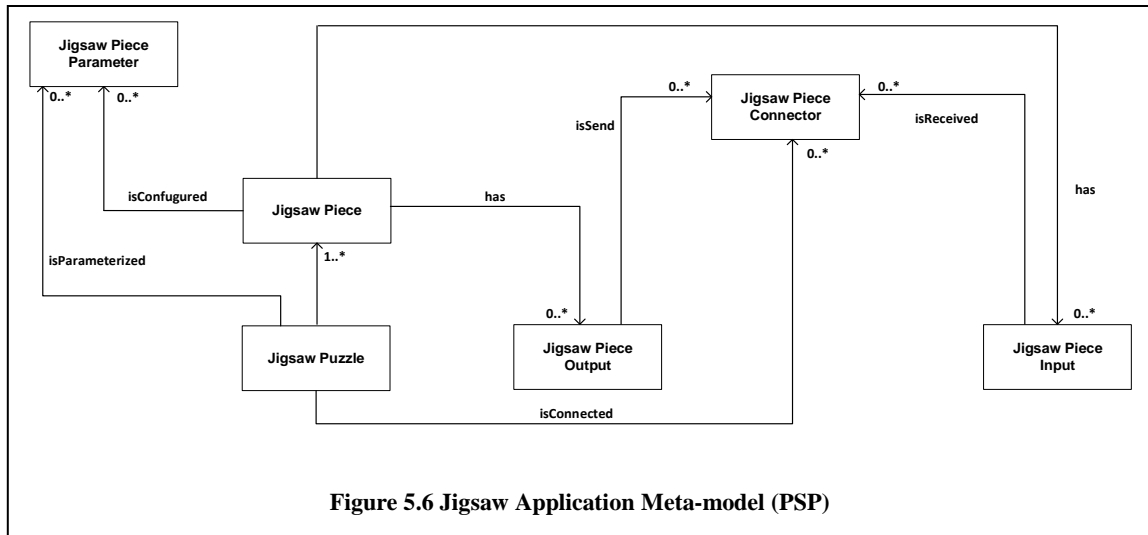 Jigsaw Piece
Parameter
0..*
0..*
0..*
Jigsaw Piece
Connector
0..*
isSend
isReceived
0..*
isConfugured
Jigsaw Piece
has
has
1..*
isParameterized
0..*
0..*
Jigsaw Puzzle
Jigsaw Piece
Output
Jigsaw Piece
Input
isConnected
Figure 5.6 Jigsaw Application Meta-model (PSP)